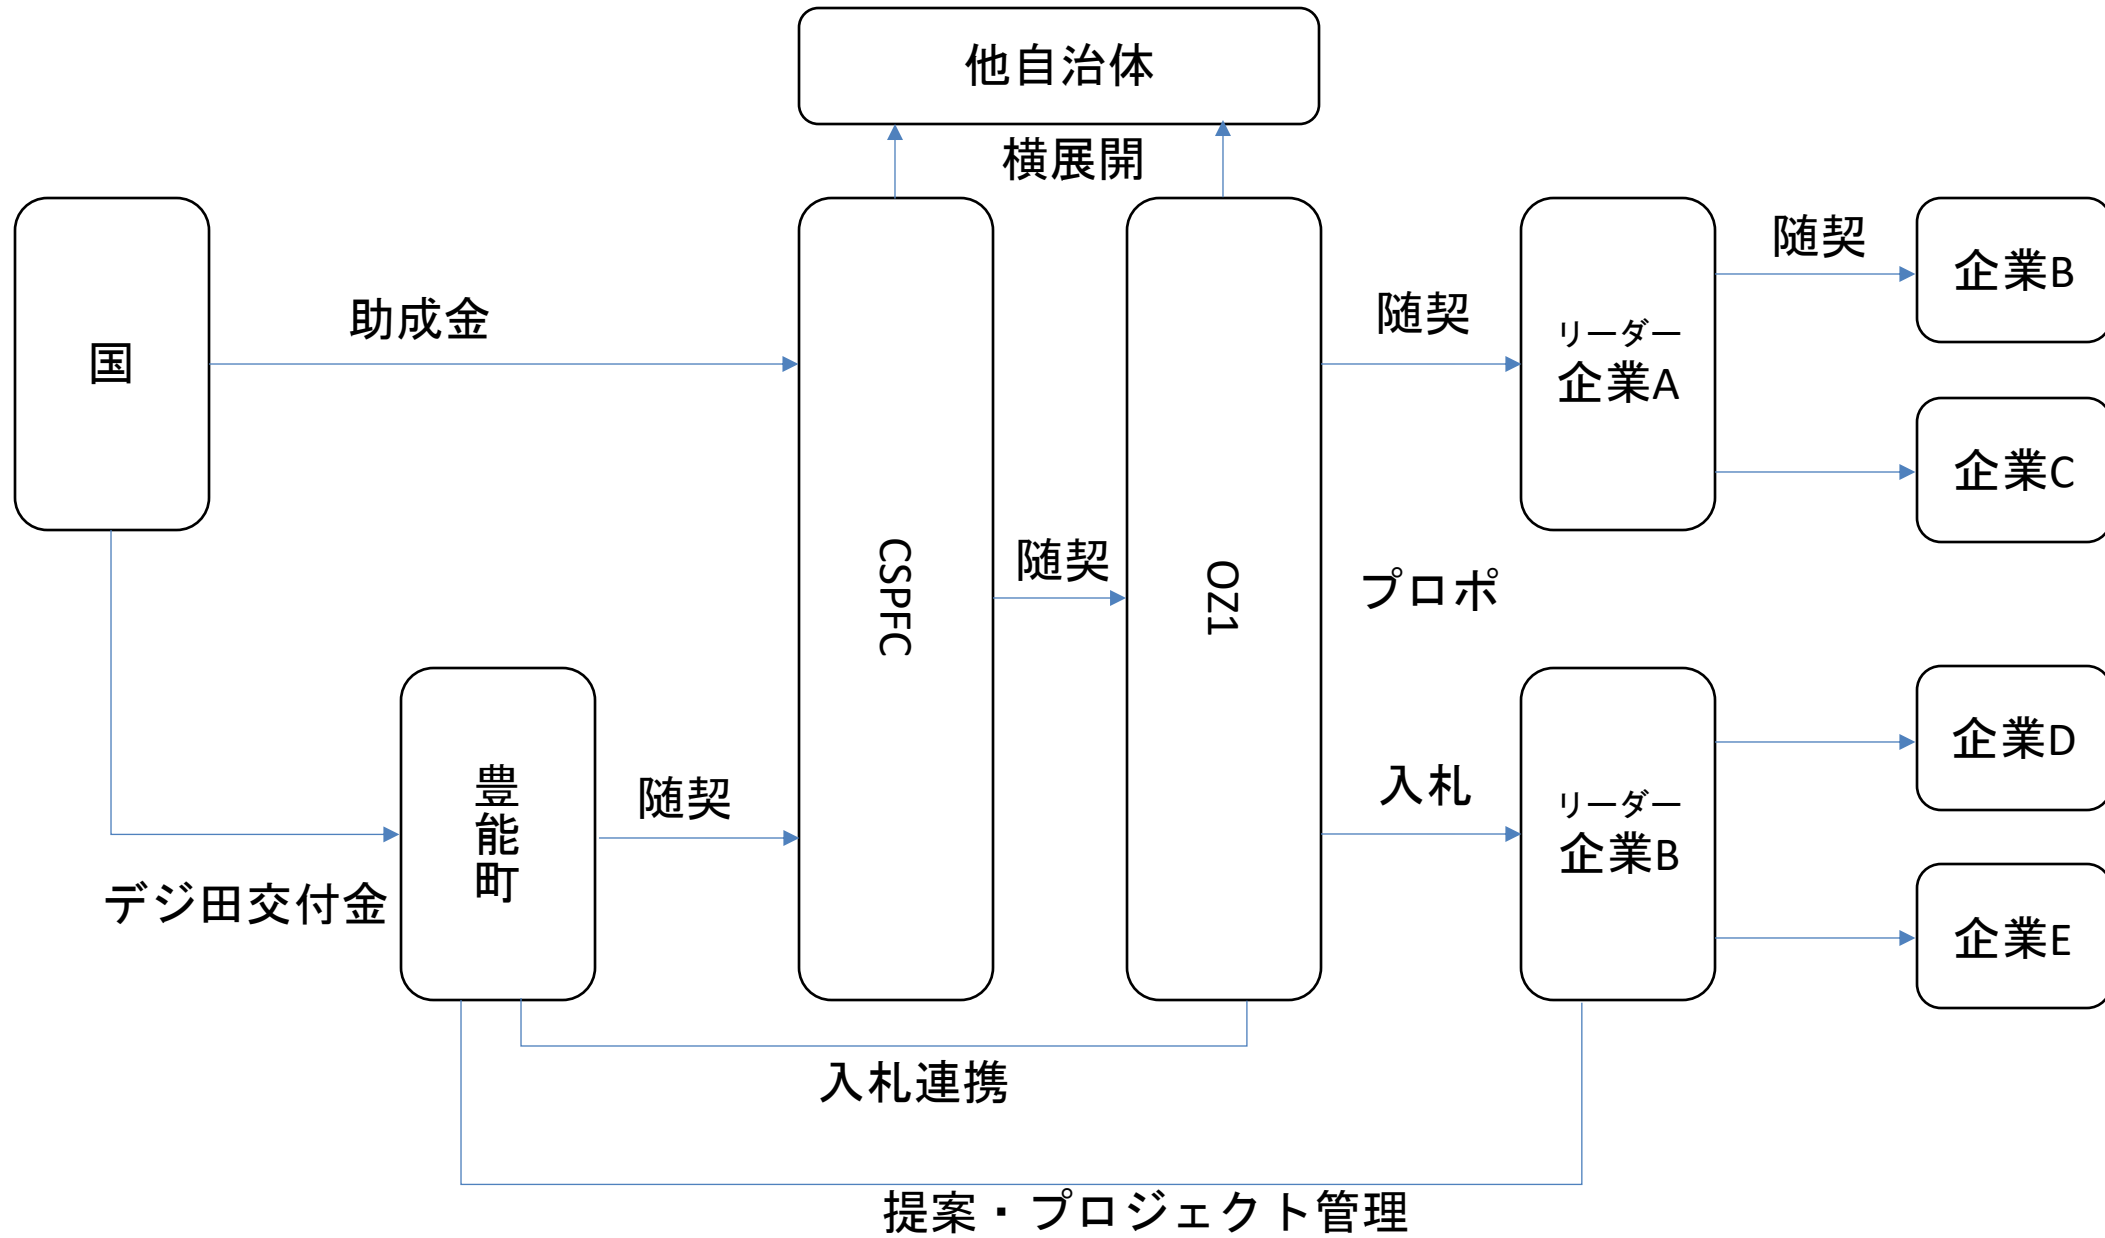 他自治体
横展開
国
助成金
デジ田交付金
豊能町
随契
CSPFC
随契
OZ1
随契
プロポ
入札
リーダー
企業A
リーダー
企業B
随契
企業B
企業C
企業D
企業E
入札連携
提案・プロジェクト管理